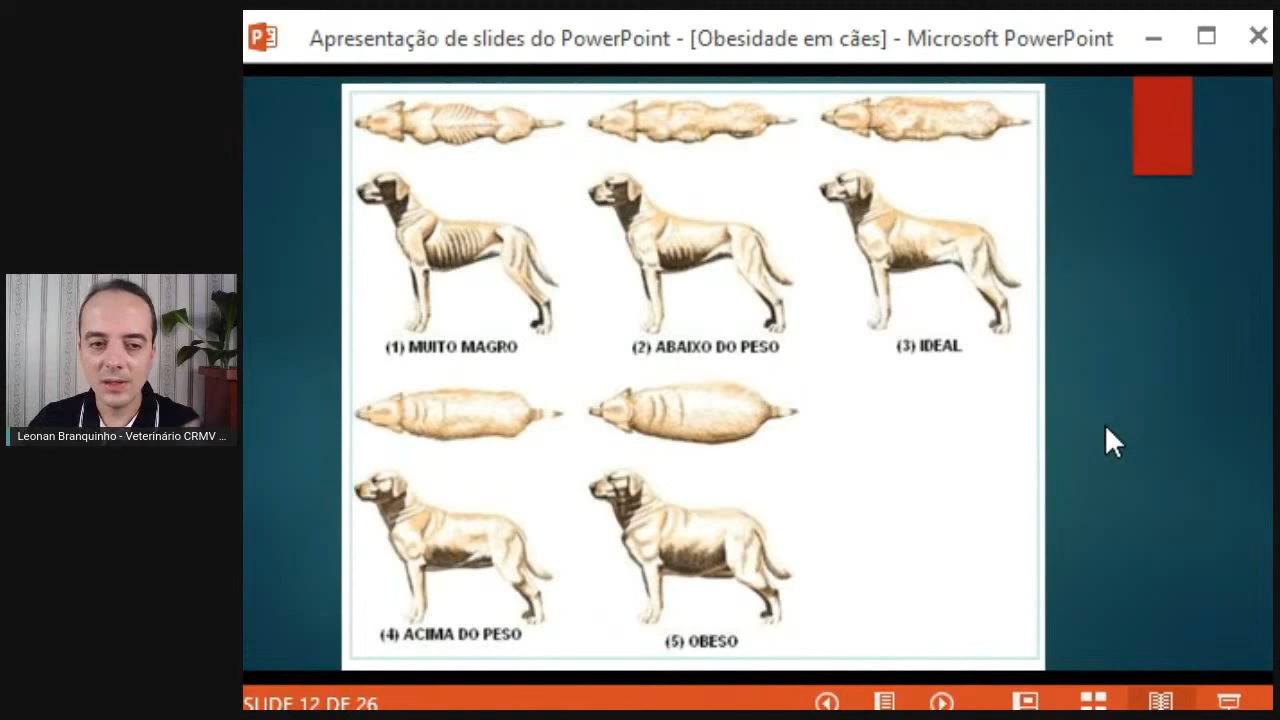 Apresentação de slides do PowerPoint - [Obesidade em cães] - Microsoft PowerPoint
(1) MUITO MAGRO
(2) ABAIXO DO PESO
(3) IDEAL
(4) ACIMA DO PESO
(5) OBESO
Leonan Branquinho - Veterinário CRMV ...
SLIDE 12 DE 26